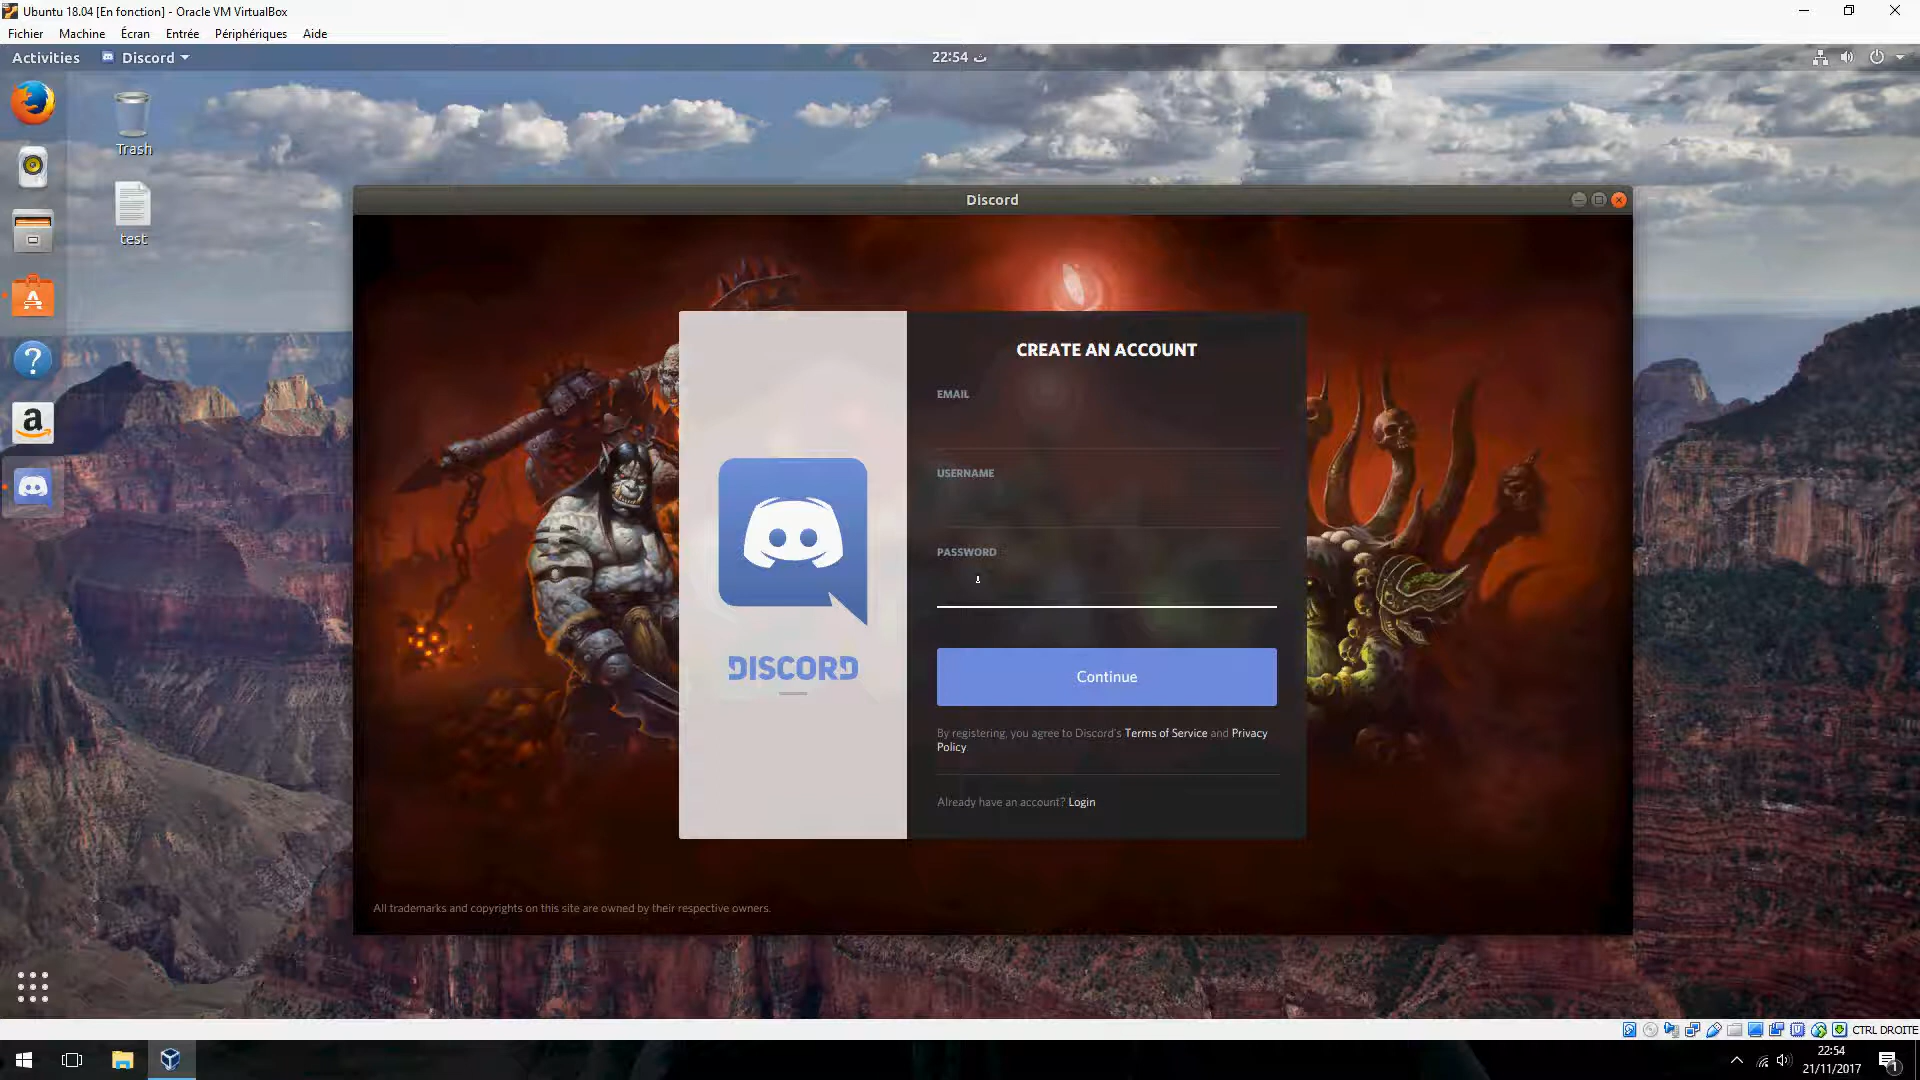 Ubuntu 18.04 [En fonction] - Oracle VM VirtualBox
Fichier Machine Écran Entrée Périphériques Aide
Activities Discord 22:54 ث
Trash
test
Discord
CREATE AN ACCOUNT
EMAIL
USERNAME
PASSWORD
DISCORD
Continue
By registering, you agree to Discord's Terms of Service and Privacy
Policy.
Already have an account? Login
All trademarks and copyrights on this site are owned by their respective owners.
CTRL DROITE
22:54
21/11/2017
1